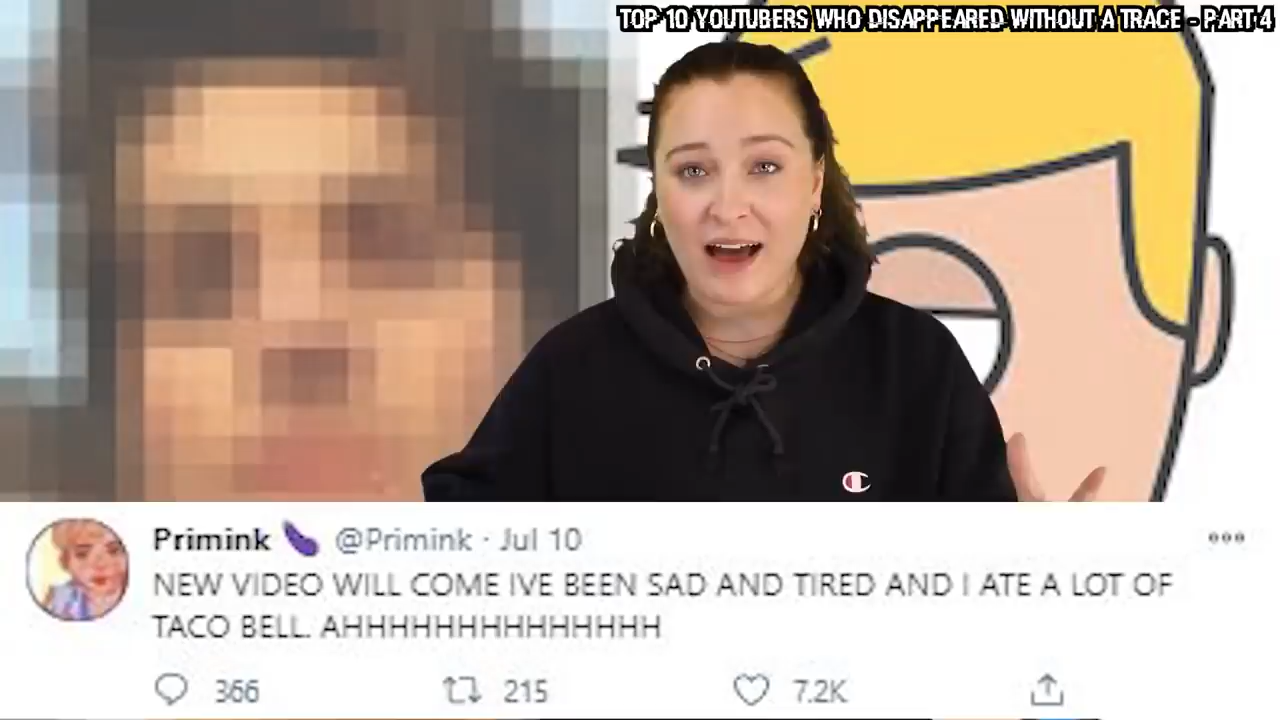 TOP 10 YOUTUBERS WHO DISAPPEARED WITHOUT A TRACE - PART 4
Primink 🍆 @Primink · Jul 10
NEW VIDEO WILL COME IVE BEEN SAD AND TIRED AND I ATE A LOT OF
TACO BELL. AHHHHHHHHHHHHHHH
366 215 7.2K